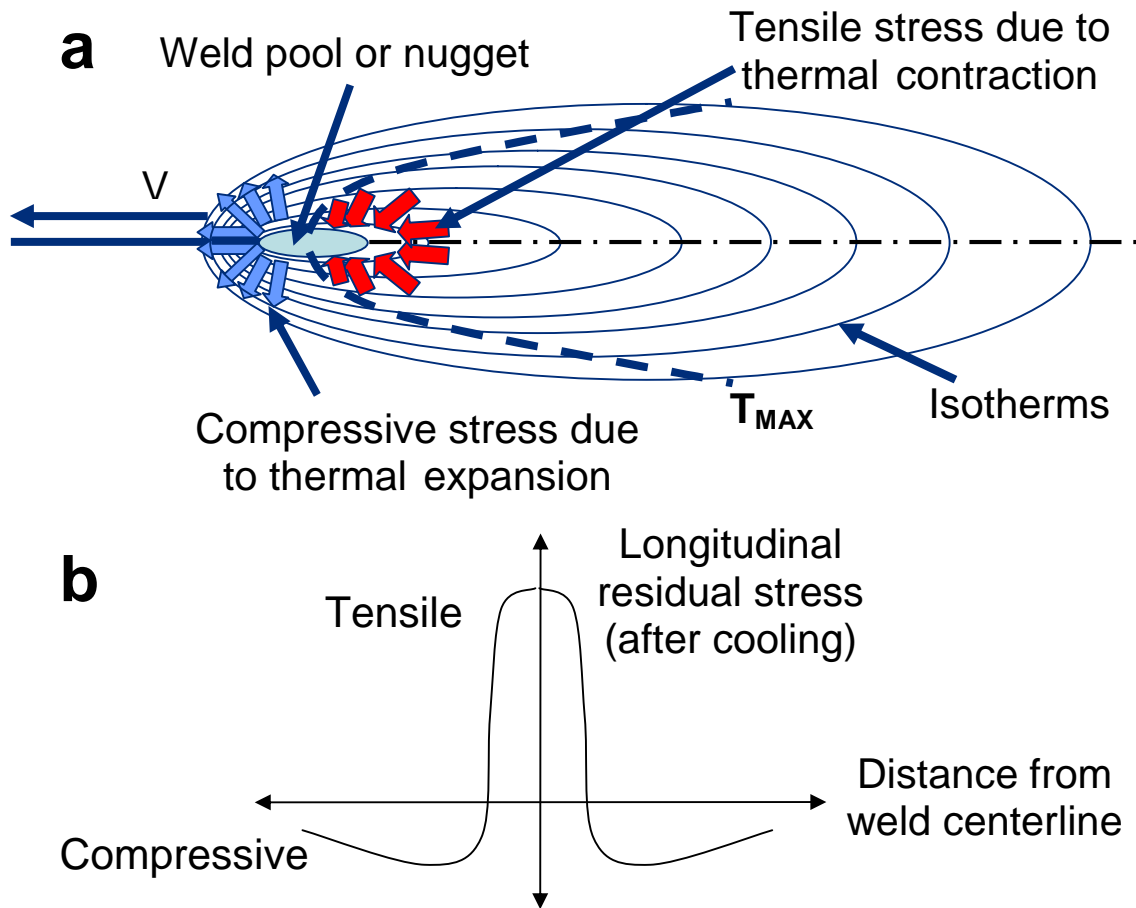 a
Weld pool or nugget
Tensile stress due to
thermal contraction
V
T_MAX
Isotherms
Compressive stress due
to thermal expansion
b
Longitudinal
residual stress
(after cooling)
Tensile
Distance from
weld centerline
Compressive